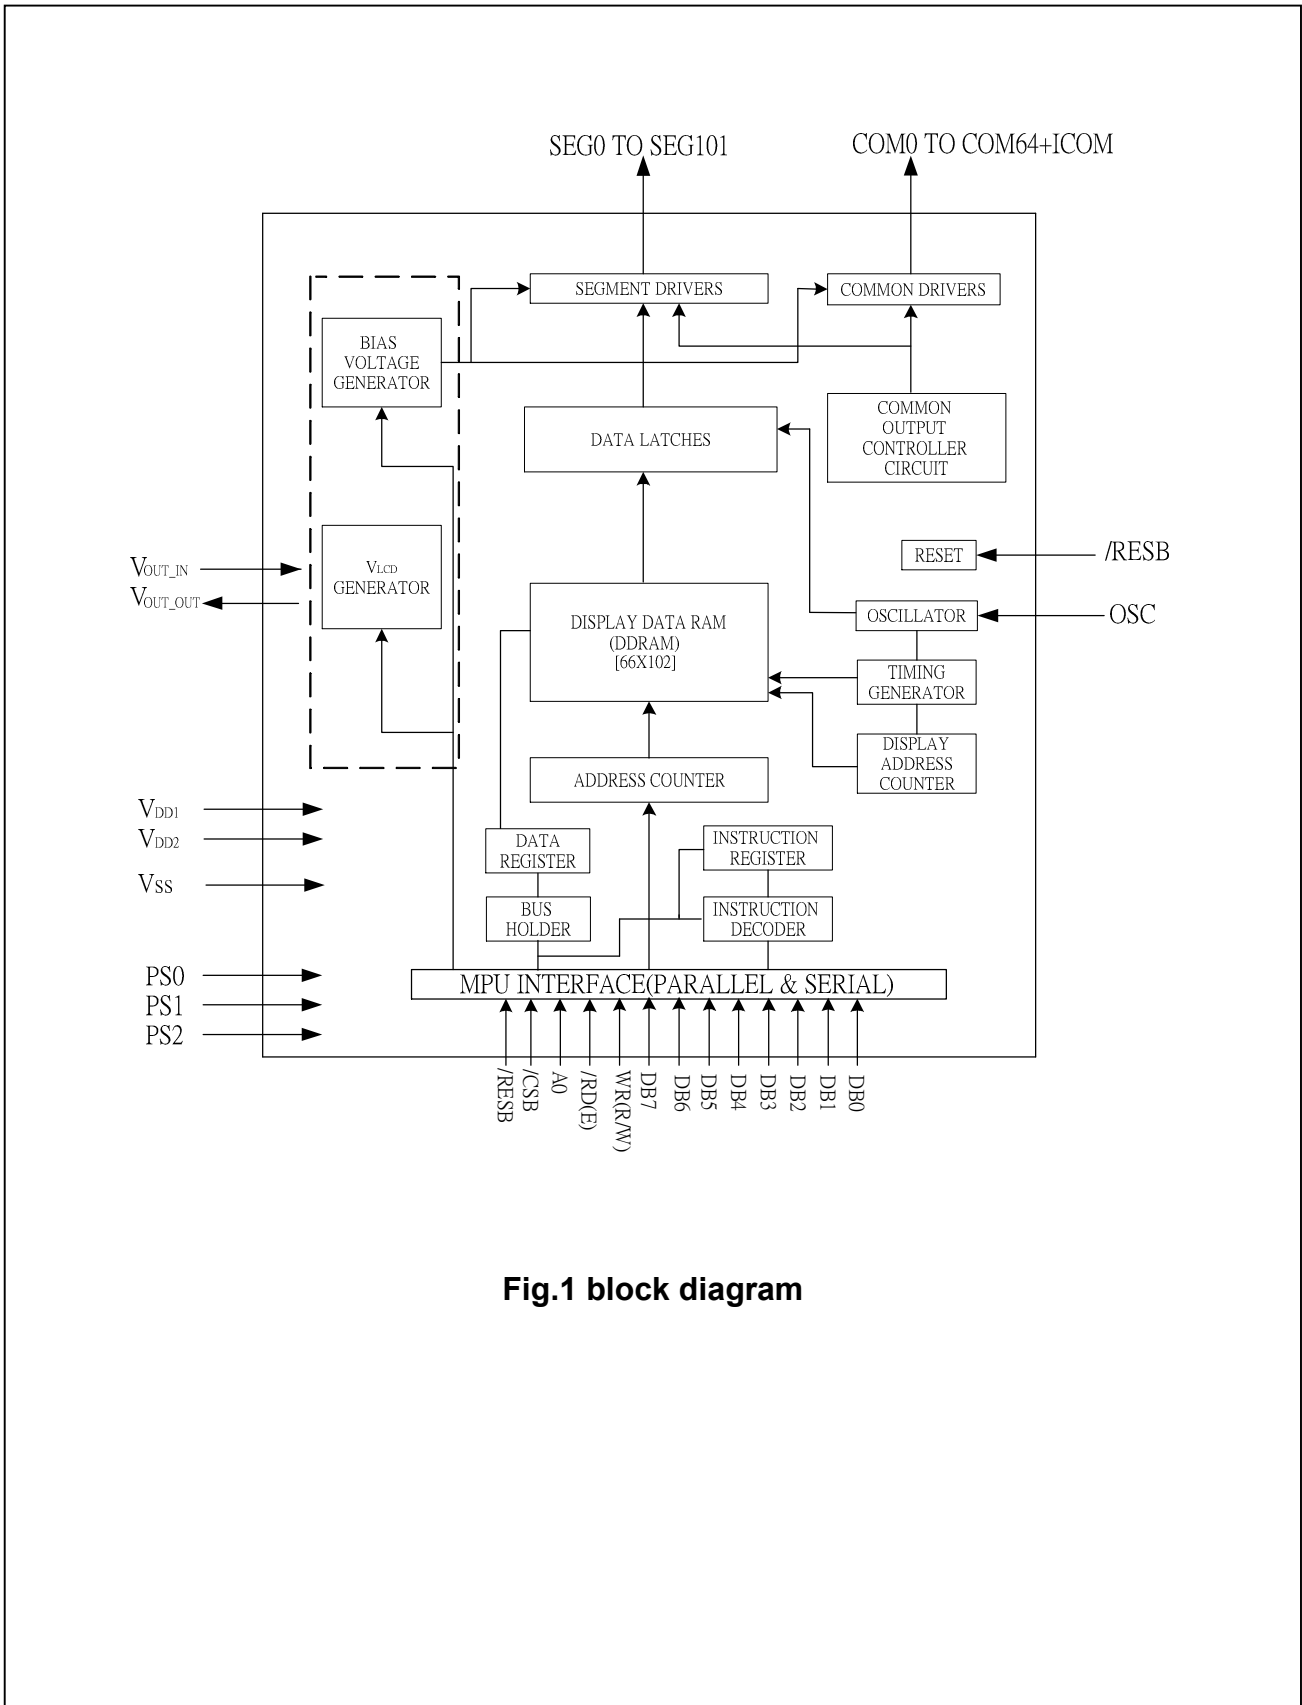 SEG0 TO SEG101
COM0 TO COM64+ICOM
SEGMENT DRIVERS
COMMON DRIVERS
BIAS
VOLTAGE
GENERATOR
COMMON
OUTPUT
CONTROLLER
CIRCUIT
DATA LATCHES
VLCD
GENERATOR
RESET
/RESB
VOUT_IN
VOUT_OUT
DISPLAY DATA RAM
(DDRAM)
[66X102]
OSCILLATOR
OSC
TIMING
GENERATOR
DISPLAY
ADDRESS
COUNTER
ADDRESS COUNTER
VDD1
VDD2
VSS
DATA
REGISTER
INSTRUCTION
REGISTER
BUS
HOLDER
INSTRUCTION
DECODER
PS0
PS1
PS2
MPU INTERFACE(PARALLEL & SERIAL)
/RESB
/CSB
A0
/RD(E)
WR(R/W)
DB7
DB6
DB5
DB4
DB3
DB2
DB1
DB0
Fig.1 block diagram